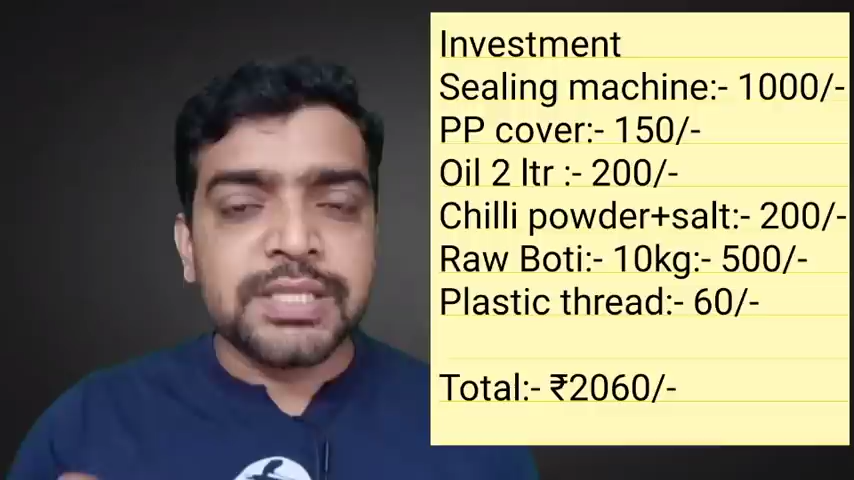 Investment
Sealing machine:- 1000/-
PP cover:- 150/-
Oil 2 ltr :- 200/-
Chilli powder+salt:- 200/-
Raw Boti:- 10kg:- 500/-
Plastic thread:- 60/-
Total:- ₹2060/-